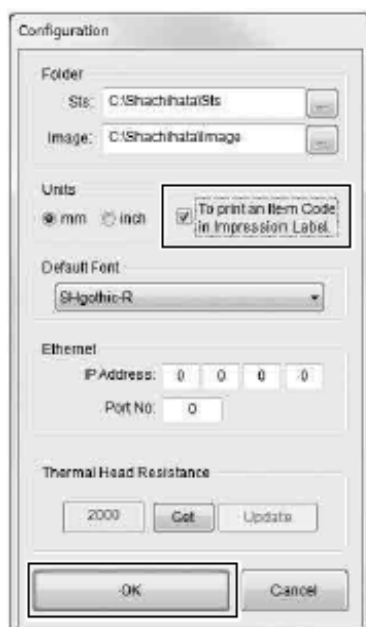 Configuration
Folder
Sts: C:\Shachihata\Sts ...
Image: C:\Shachihata\Image ...
Units
mm inch To print an Item Code
in Impression Label.
Default Font
SHgothic-R
Ethernet
IP Address: 0 0 0 0
Port No: 0
Thermal Head Resistance
2000 Get Update
OK Cancel